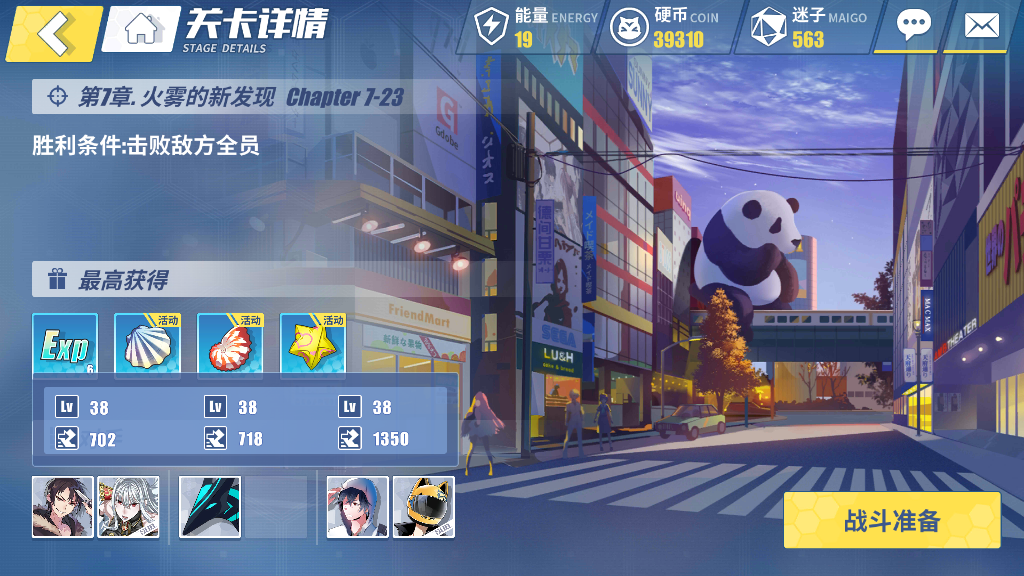 关卡详情
STAGE DETAILS
能量 ENERGY
19
硬币 COIN
39310
迷子 MAIGO
563
第7章.火雾的新发现 Chapter 7-23
胜利条件:击败敌方全员
最高获得
Exp
6
活动
活动
活动
Lv 38
702
Lv 38
718
Lv 38
1350
战斗准备
Gdobe
FriendMart
SEGA
LU&H
MAC MAX
THEATER